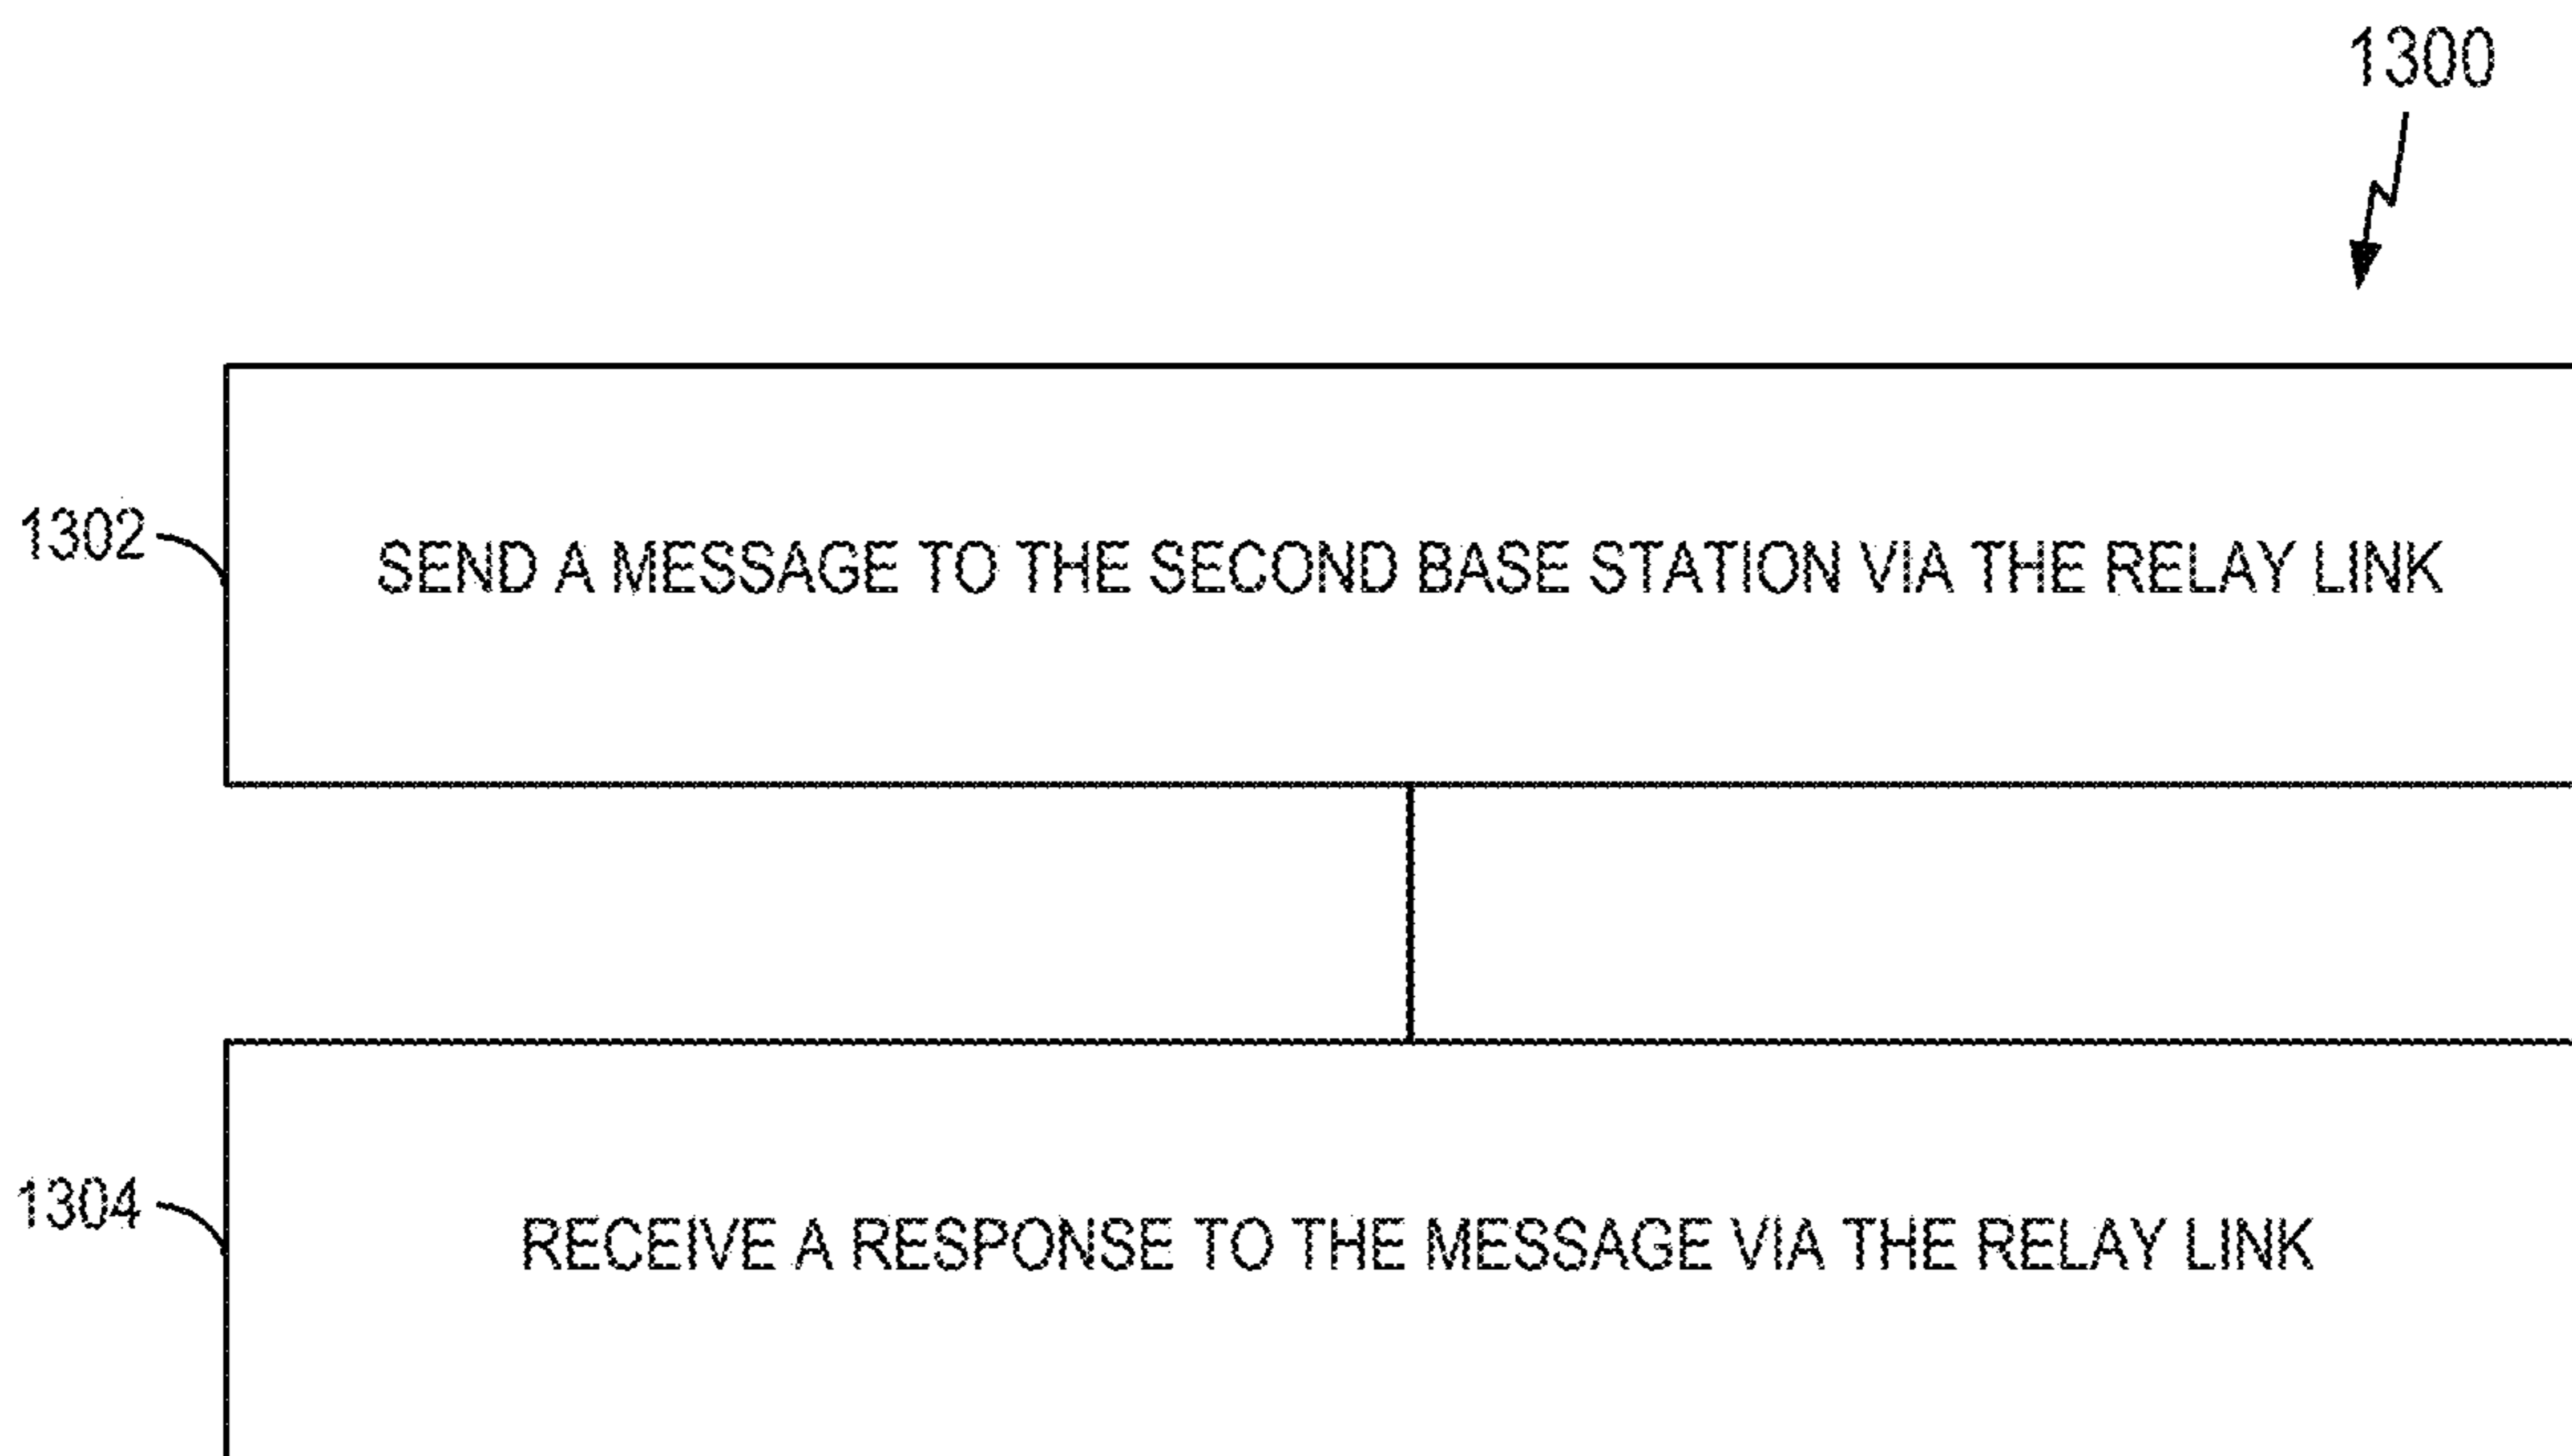 1300
1302
SEND A MESSAGE TO THE SECOND BASE STATION VIA THE RELAY LINK
1304
RECEIVE A RESPONSE TO THE MESSAGE VIA THE RELAY LINK